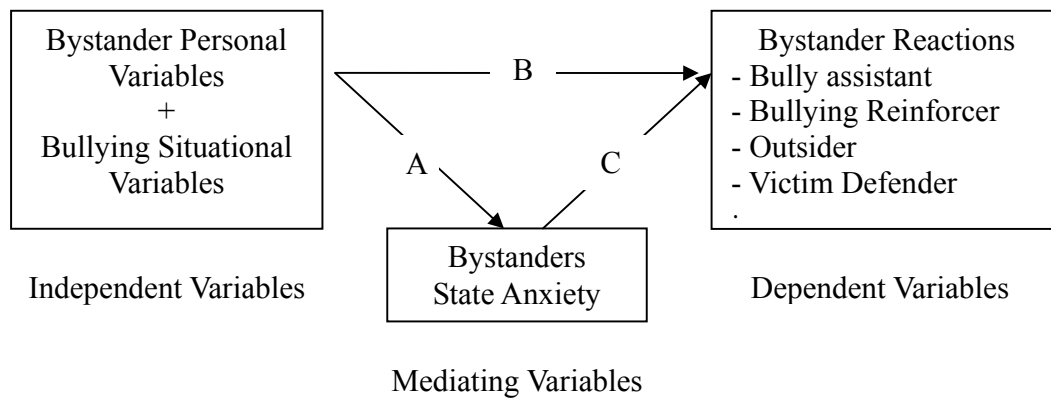 Bystander Personal
Variables
+
Bullying Situational
Variables
Independent Variables
B
A
C
Bystanders
State Anxiety
Mediating Variables
Bystander Reactions
- Bully assistant
- Bullying Reinforcer
- Outsider
- Victim Defender
.
Dependent Variables